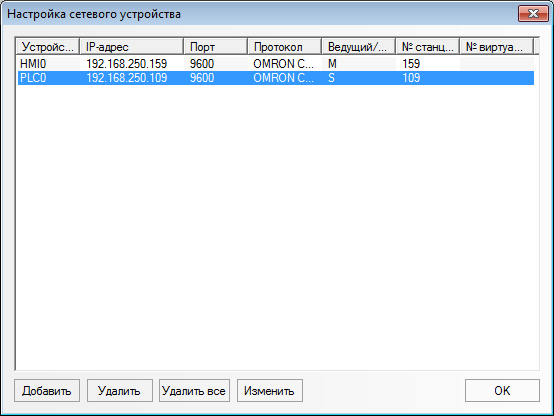 Настройка сетевого устройства
Устройс... IP-адрес Порт Протокол Ведущий/... № станц... № виртуа...
HMI0 192.168.250.159 9600 OMRON C... M 159
PLC0 192.168.250.109 9600 OMRON C... S 109
Добавить Удалить Удалить все Изменить OK